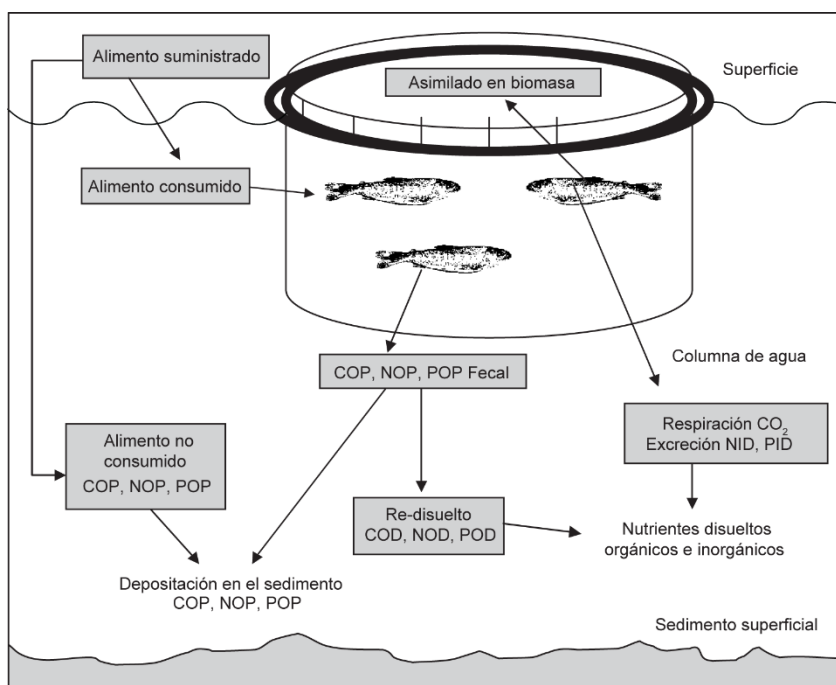 Alimento suministrado
Superficie
Asimilado en biomasa
Alimento consumido
Columna de agua
COP, NOP, POP Fecal
Respiración CO₂
Excreción NID, PID
Alimento no
consumido
COP, NOP, POP
Re-disuelto
COD, NOD, POD
Nutrientes disueltos
orgánicos e inorgánicos
Depositación en el sedimento
COP, NOP, POP
Sedimento superficial